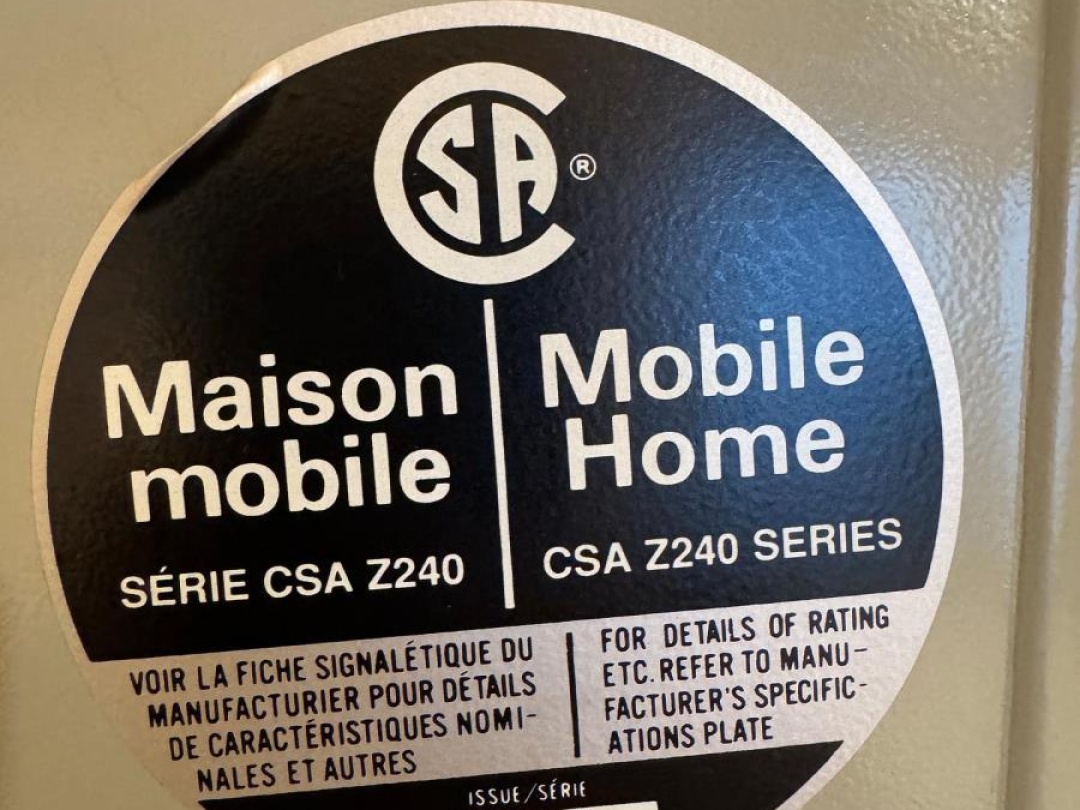 CSA ®
Maison
mobile
SÉRIE CSA Z240
Mobile
Home
CSA Z240 SERIES
VOIR LA FICHE SIGNALÉTIQUE DU
MANUFACTURIER POUR DÉTAILS
DE CARACTÉRISTIQUES NOMI-
NALES ET AUTRES
FOR DETAILS OF RATING
ETC. REFER TO MANU-
FACTURER'S SPECIFIC-
ATIONS PLATE
ISSUE/SÉRIE